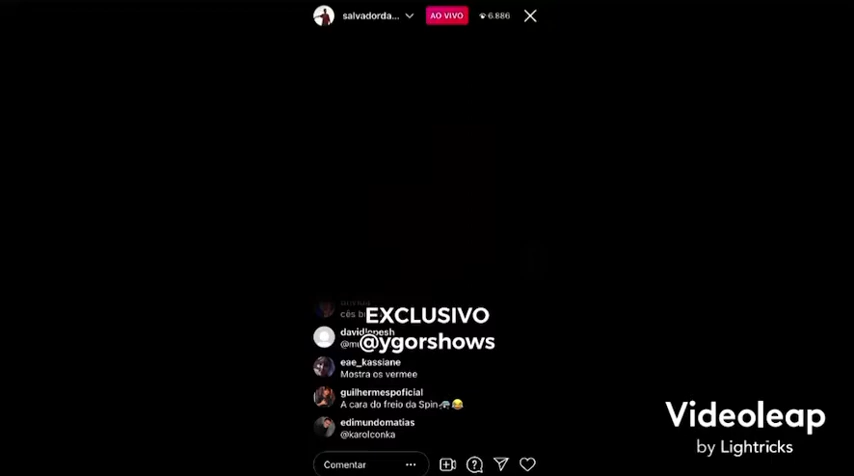 salvadorda...
AO VIVO
6.886
cês
EXCLUSIVO
@ygorshows
eae_kassiane
Mostra os vermee
guilhermespoficial
A cara do freio da Spin🦓😂
edimundomatias
@karolconka
Comentar
Videoleap
by Lightricks